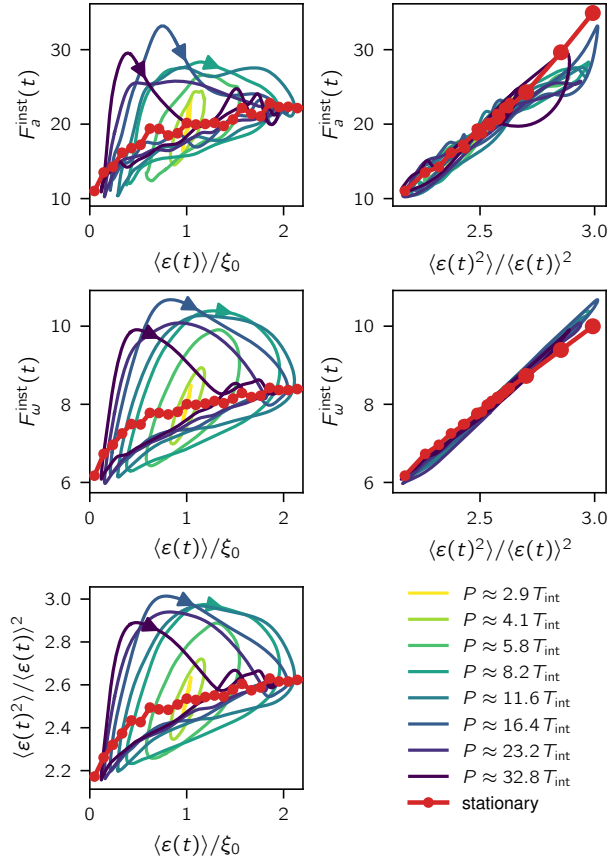 30
20
10
F_a^inst(t)
0
1
2
⟨ε(t)⟩/ξ₀
30
20
10
F_a^inst(t)
2.5
3.0
⟨ε(t)²⟩/⟨ε(t)⟩²
10
8
6
F_ω^inst(t)
0
1
2
⟨ε(t)⟩/ξ₀
10
8
6
F_ω^inst(t)
2.5
3.0
⟨ε(t)²⟩/⟨ε(t)⟩²
3.0
2.8
2.6
2.4
2.2
⟨ε(t)²⟩/⟨ε(t)⟩²
0
1
2
⟨ε(t)⟩/ξ₀
P ≈ 2.9 T_int
P ≈ 4.1 T_int
P ≈ 5.8 T_int
P ≈ 8.2 T_int
P ≈ 11.6 T_int
P ≈ 16.4 T_int
P ≈ 23.2 T_int
P ≈ 32.8 T_int
stationary